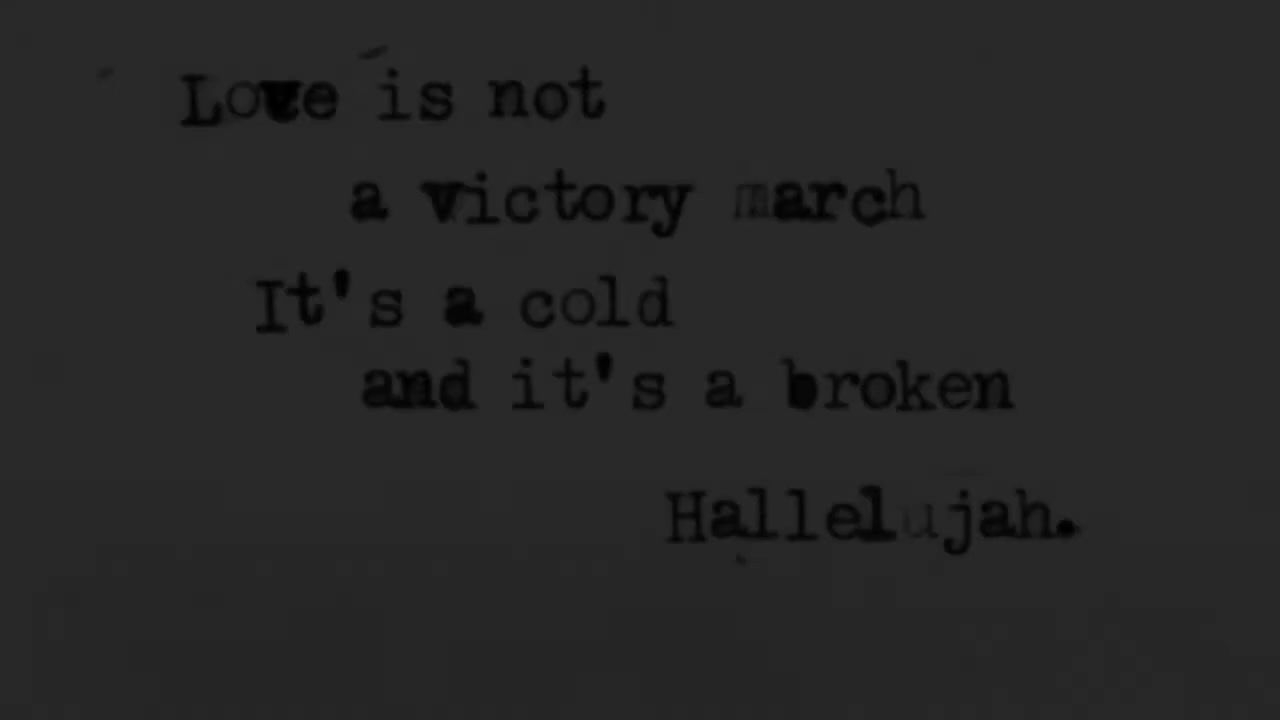 Love is not
a victory march
It's a cold
and it's a broken
Hallelujah.